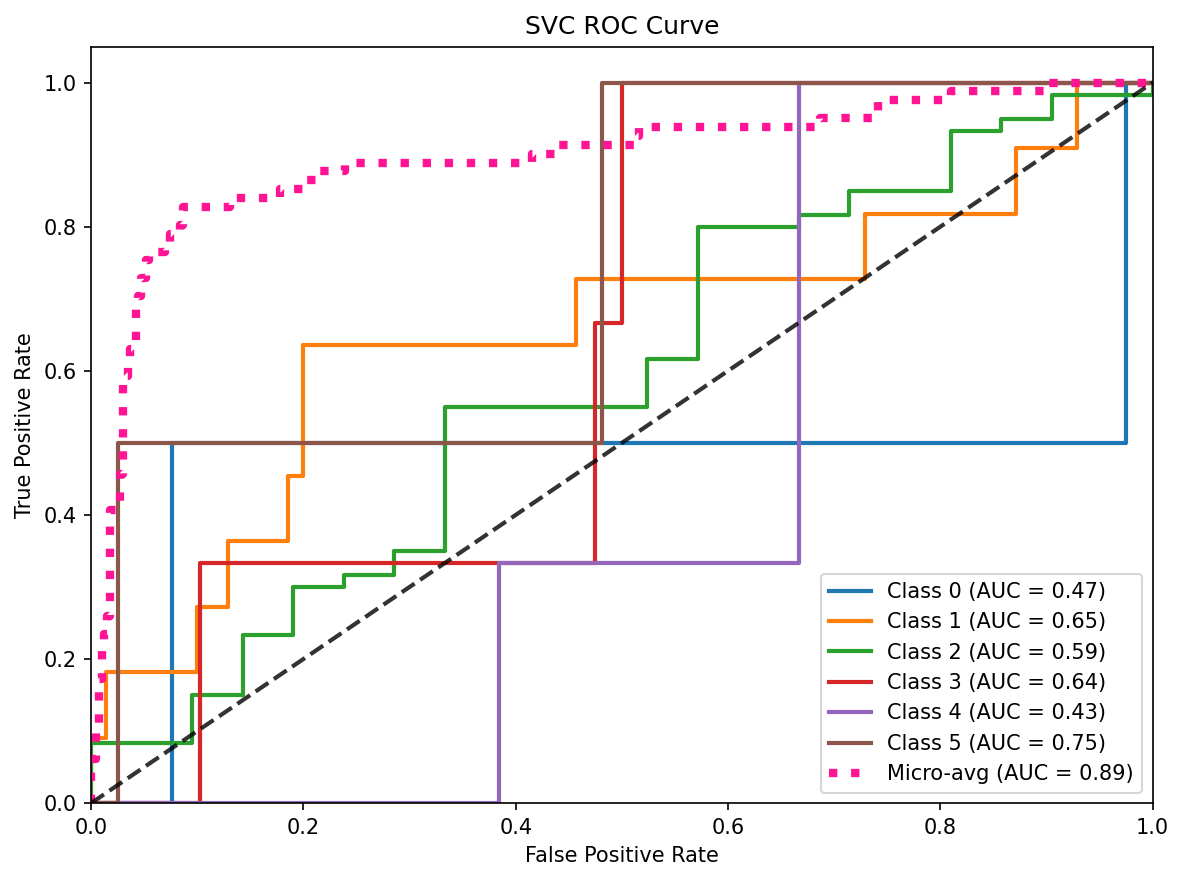 SVC ROC Curve
True Positive Rate
1.0
0.8
0.6
0.4
0.2
0.0
0.0 0.2 0.4 0.6 0.8 1.0
False Positive Rate
Class 0 (AUC = 0.47)
Class 1 (AUC = 0.65)
Class 2 (AUC = 0.59)
Class 3 (AUC = 0.64)
Class 4 (AUC = 0.43)
Class 5 (AUC = 0.75)
Micro-avg (AUC = 0.89)